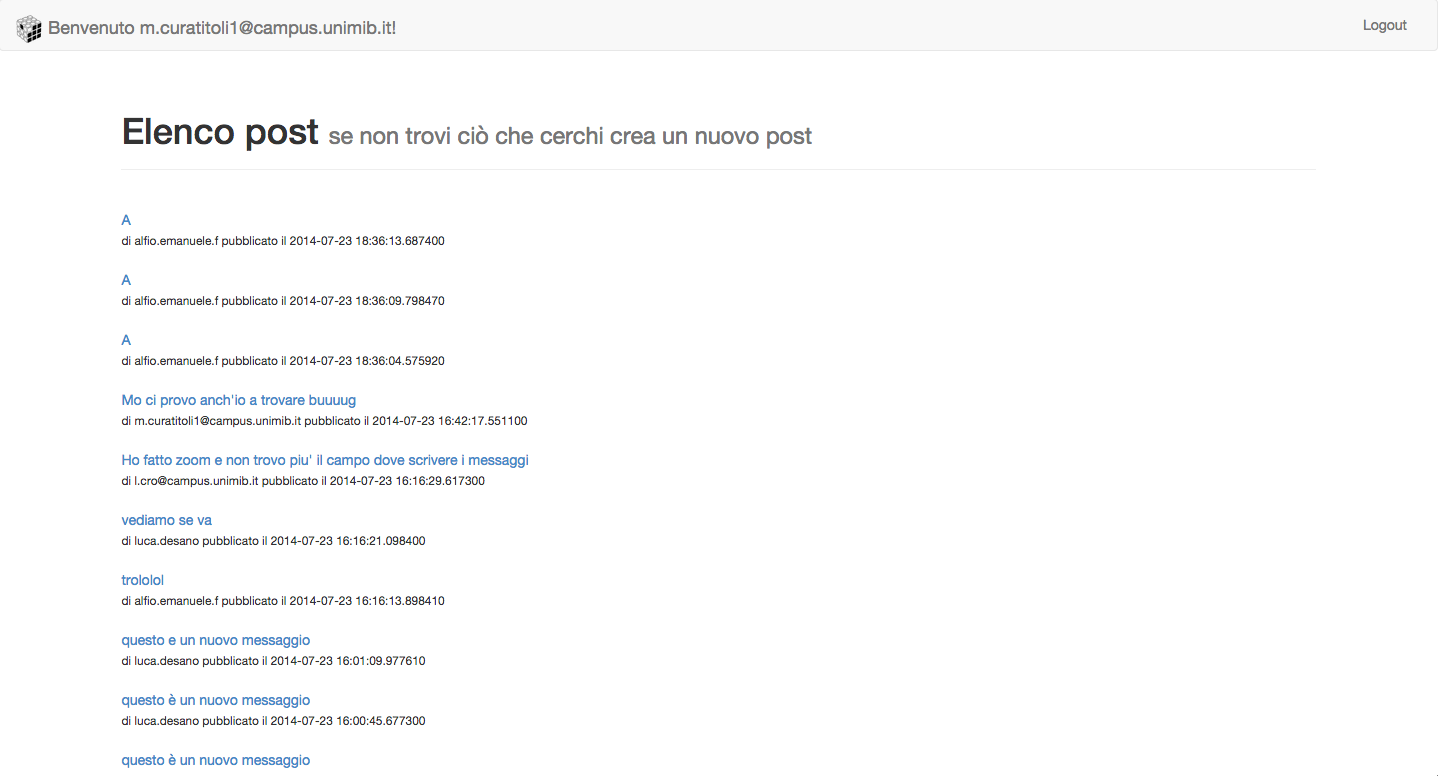 Benvenuto m.curatitoli1@campus.unimib.it!
Logout
Elenco post se non trovi ciò che cerchi crea un nuovo post
A
di alfio.emanuele.f pubblicato il 2014-07-23 18:36:13.687400
A
di alfio.emanuele.f pubblicato il 2014-07-23 18:36:09.798470
A
di alfio.emanuele.f pubblicato il 2014-07-23 18:36:04.575920
Mo ci provo anch'io a trovare buuuug
di m.curatitoli1@campus.unimib.it pubblicato il 2014-07-23 16:42:17.551100
Ho fatto zoom e non trovo piu' il campo dove scrivere i messaggi
di l.cro@campus.unimib.it pubblicato il 2014-07-23 16:16:29.617300
vediamo se va
di luca.desano pubblicato il 2014-07-23 16:16:21.098400
trololol
di alfio.emanuele.f pubblicato il 2014-07-23 16:16:13.898410
questo e un nuovo messaggio
di luca.desano pubblicato il 2014-07-23 16:01:09.977610
questo è un nuovo messaggio
di luca.desano pubblicato il 2014-07-23 16:00:45.677300
questo è un nuovo messaggio